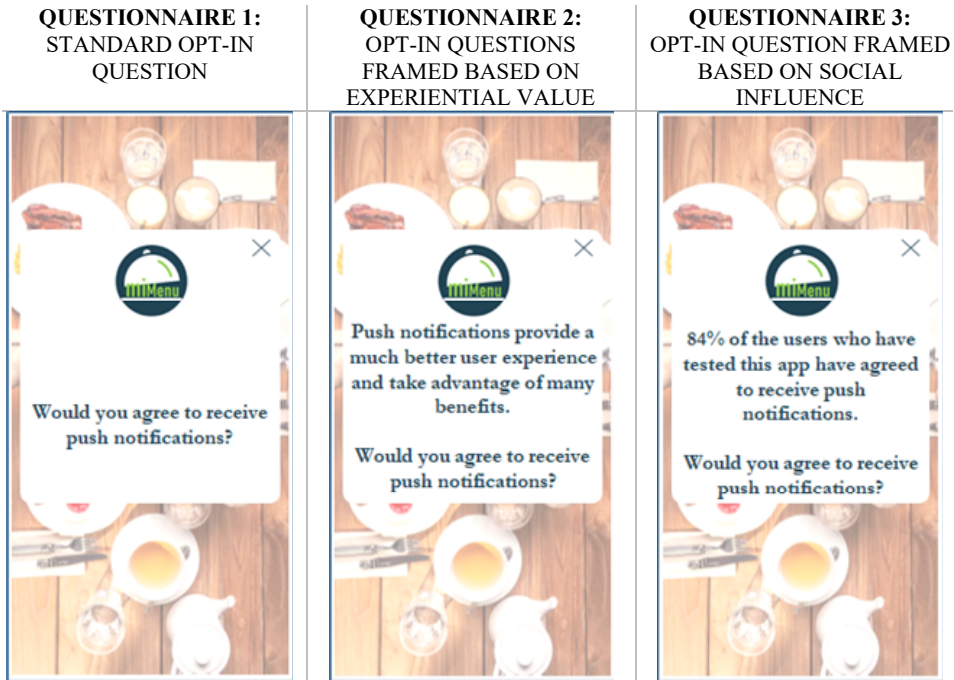 QUESTIONNAIRE 1:
STANDARD OPT-IN
QUESTION
QUESTIONNAIRE 2:
OPT-IN QUESTIONS
FRAMED BASED ON
EXPERIENTIAL VALUE
QUESTIONNAIRE 3:
OPT-IN QUESTION FRAMED
BASED ON SOCIAL
INFLUENCE
miMenu
Would you agree to receive
push notifications?
miMenu
Push notifications provide a
much better user experience
and take advantage of many
benefits.
Would you agree to receive
push notifications?
miMenu
84% of the users who have
tested this app have agreed
to receive push
notifications.
Would you agree to receive
push notifications?